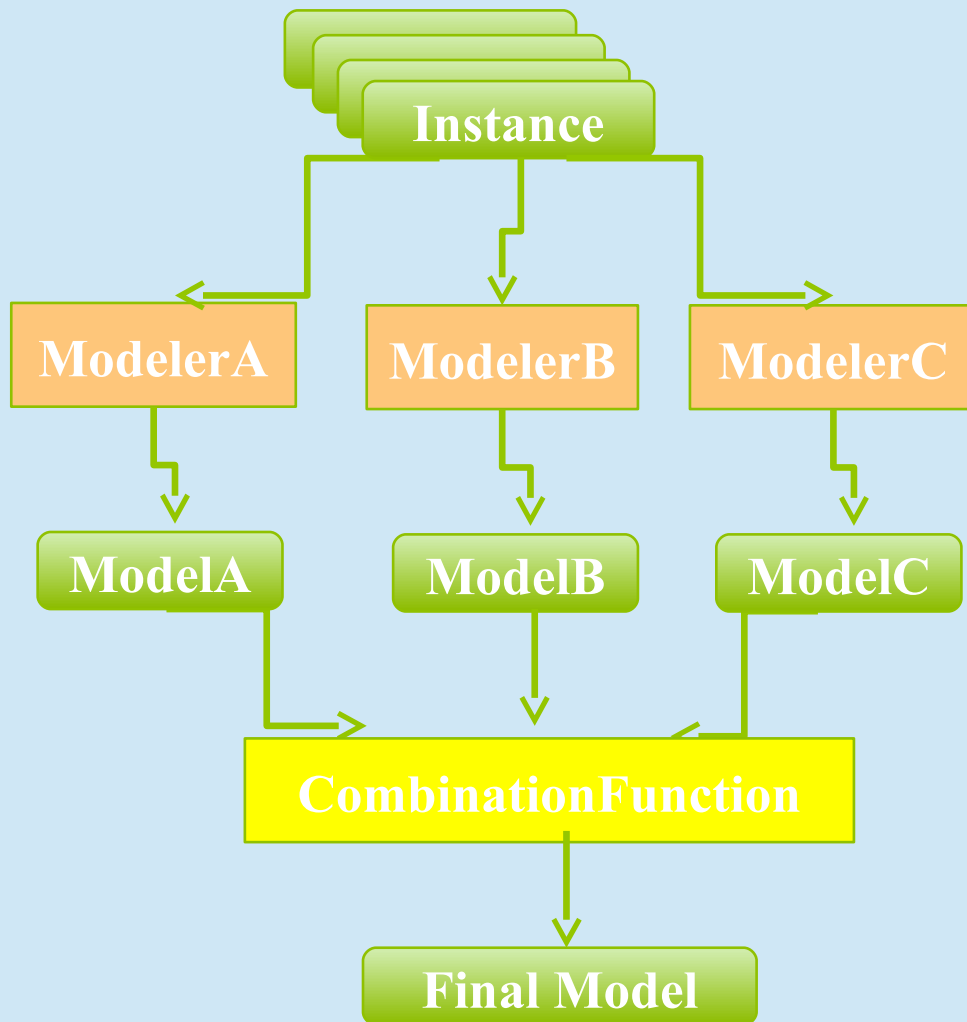 Instance
ModelerA
ModelerB
ModelerC
ModelA
ModelB
ModelC
CombinationFunction
Final Model